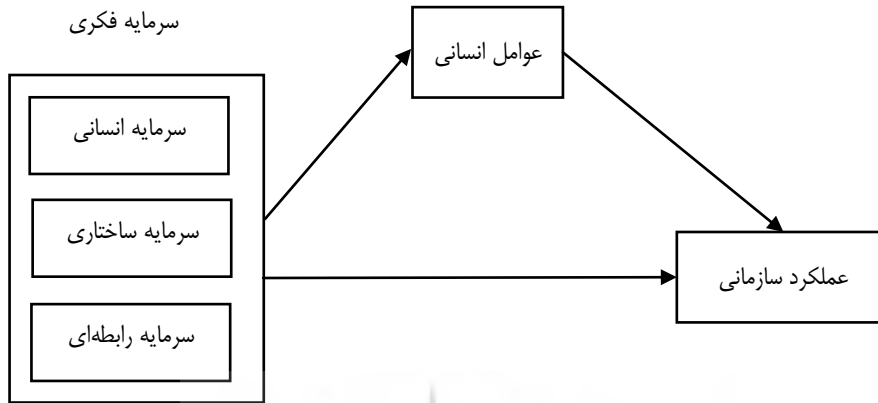 سرمایه فکری
عوامل انسانی
سرمایه انسانی
سرمایه ساختاری
عملکرد سازمانی
سرمایه رابطه‌ای